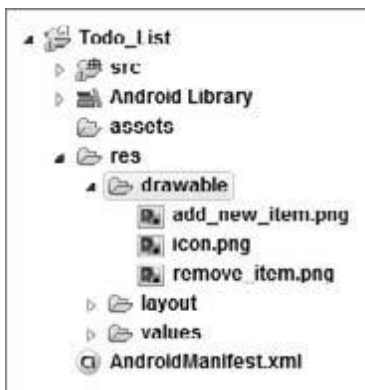 Todo_List
src
Android Library
assets
res
drawable
add_new_item.png
icon.png
remove_item.png
layout
values
AndroidManifest.xml